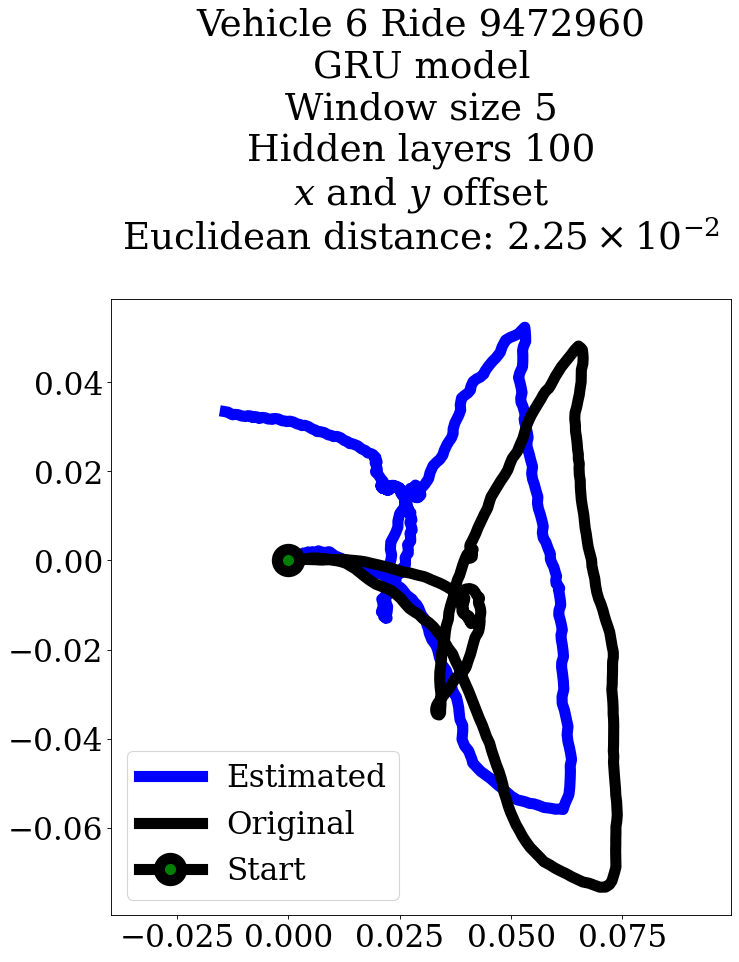 Vehicle 6 Ride 9472960
GRU model
Window size 5
Hidden layers 100
x and y offset
Euclidean distance: 2.25 × 10⁻²
0.04
0.02
0.00
−0.02
−0.04
−0.06
Estimated
Original
Start
−0.025 0.000 0.025 0.050 0.075